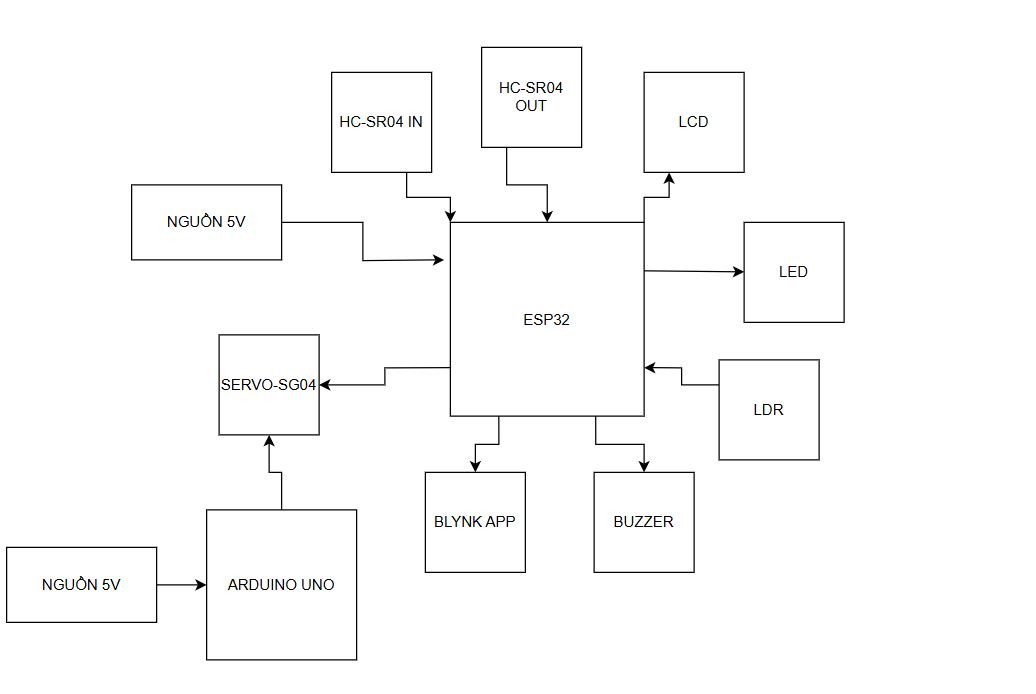 HC-SR04
OUT
HC-SR04 IN
LCD
NGUỒN 5V
LED
ESP32
SERVO-SG04
LDR
BLYNK APP
BUZZER
NGUỒN 5V
ARDUINO UNO